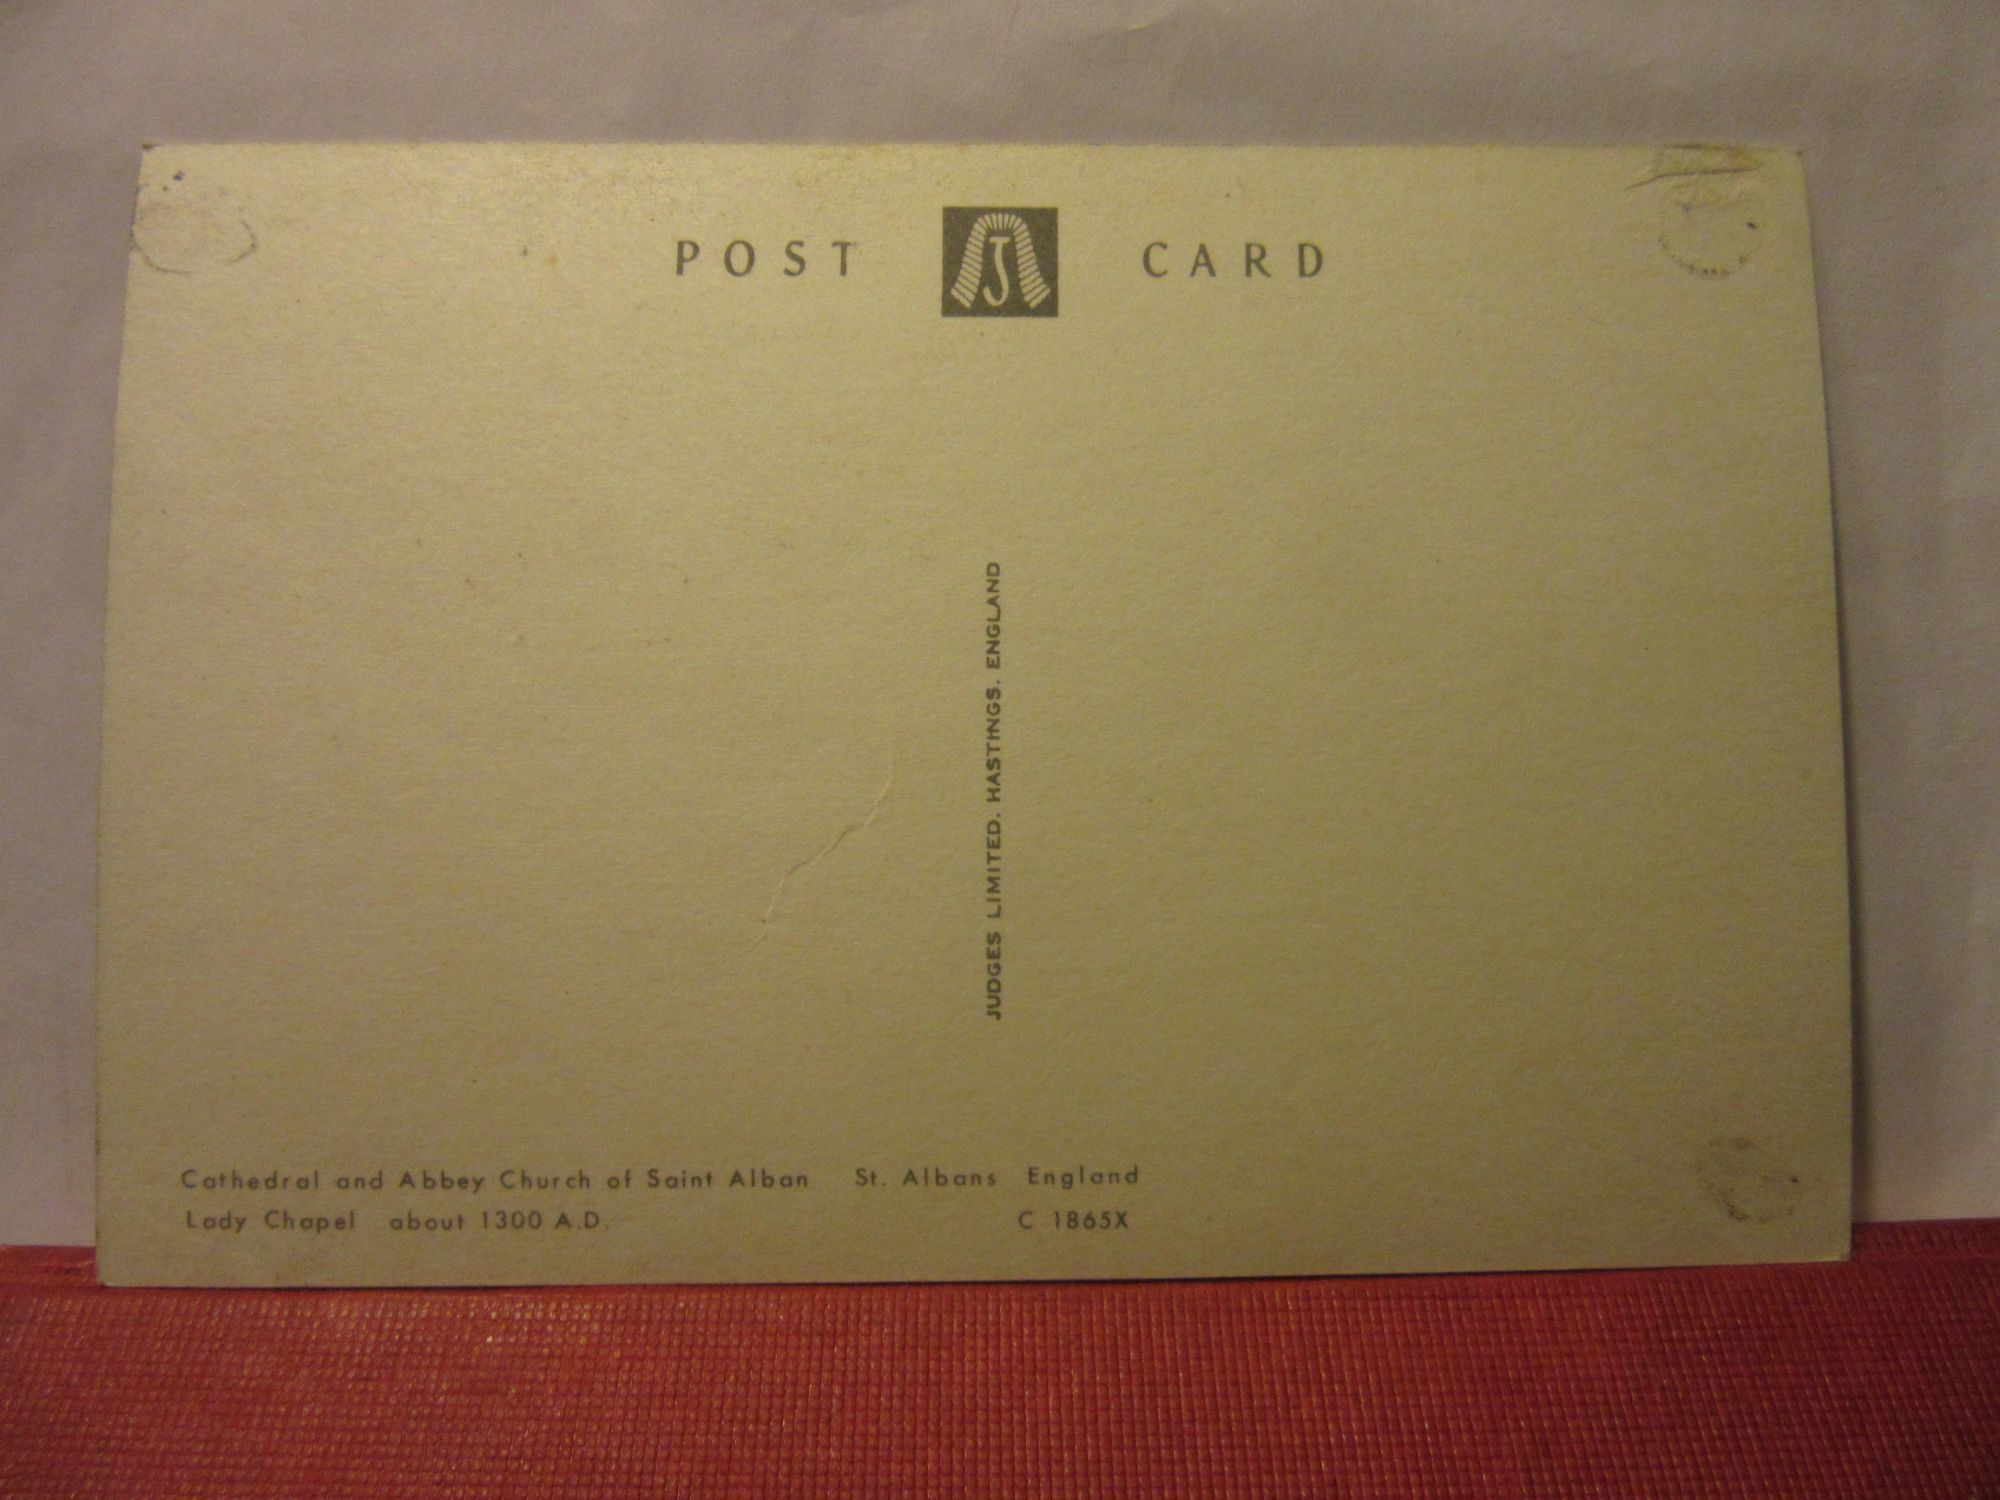 POST J CARD
JUDGES LIMITED. HASTINGS. ENGLAND
Cathedral and Abbey Church of Saint Alban St. Albans England
Lady Chapel about 1300 A.D. C 1865X